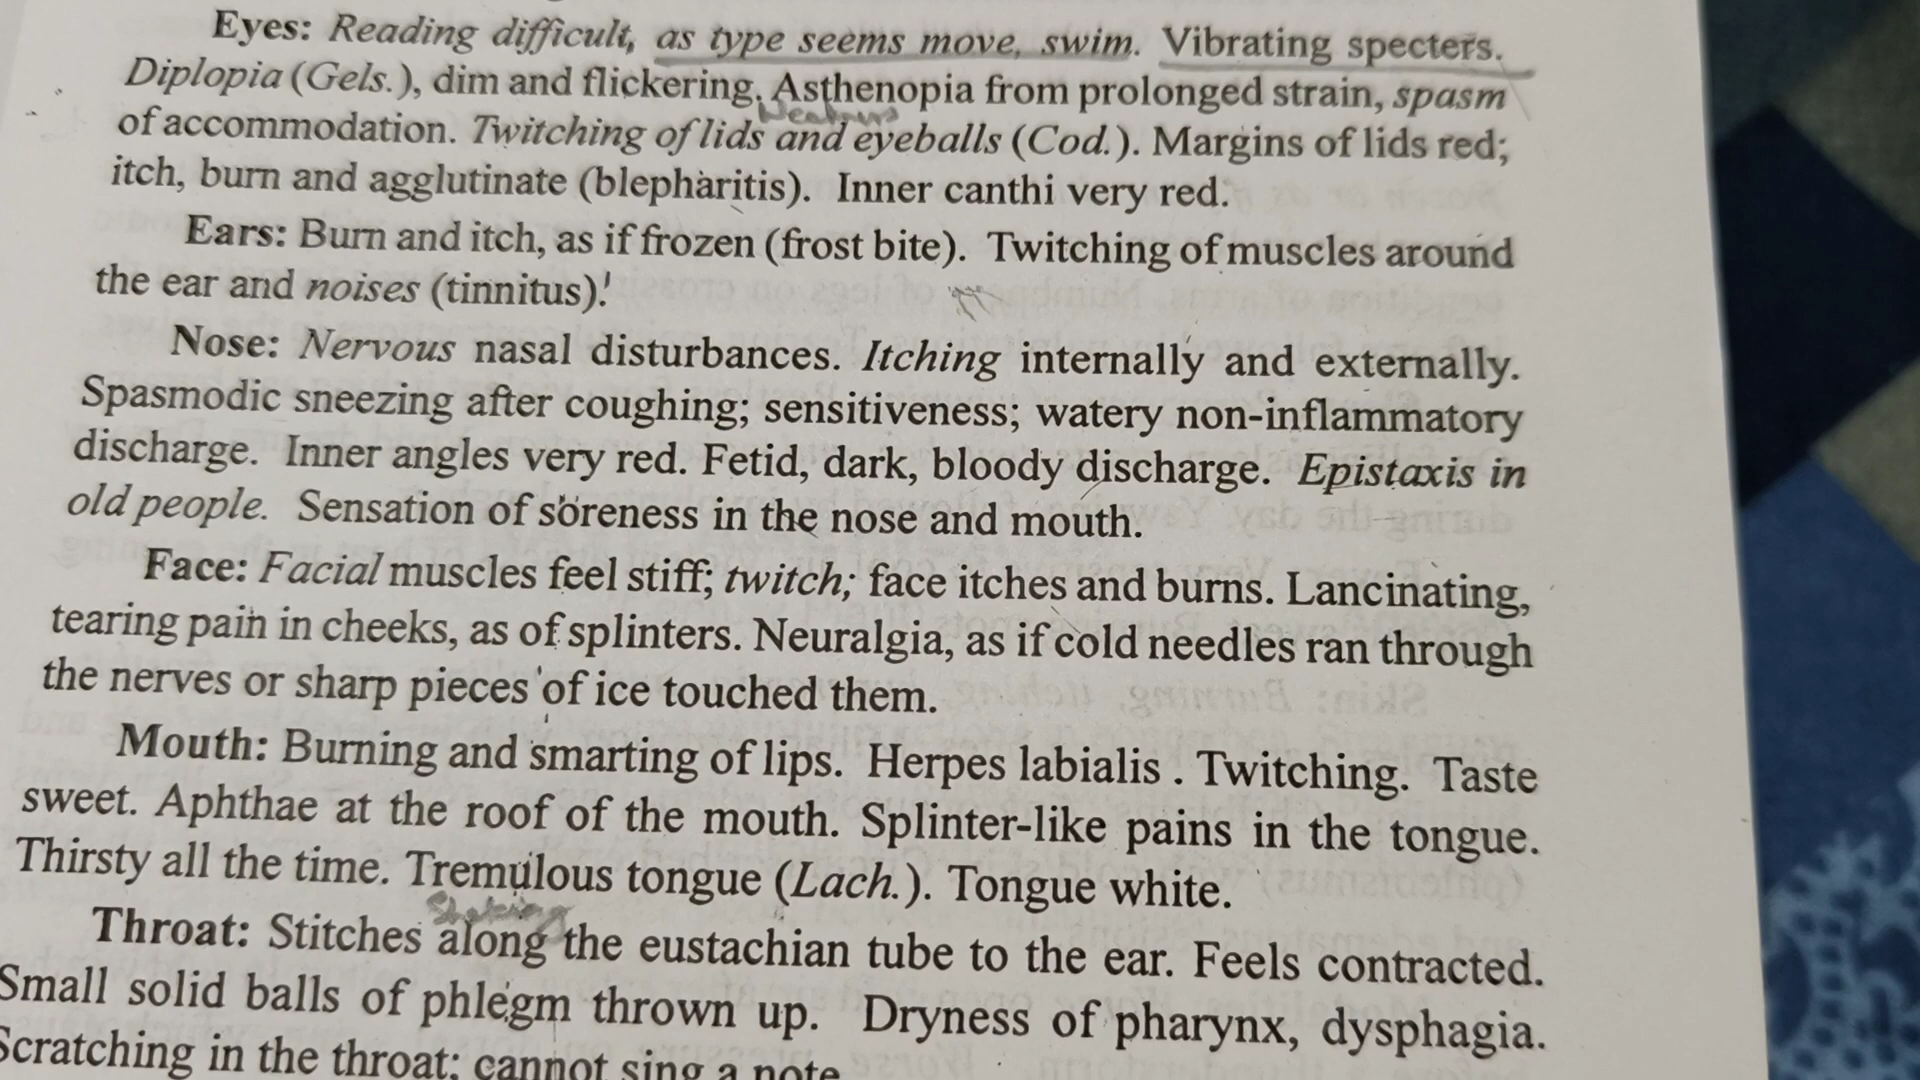 Eyes: Reading difficult, as type seems move, swim. Vibrating specters.
Diplopia (Gels.), dim and flickering. Asthenopia from prolonged strain, spasm
of accommodation. Twitching of lids and eyeballs (Cod.). Margins of lids red;
itch, burn and agglutinate (blepharitis). Inner canthi very red.
Ears: Burn and itch, as if frozen (frost bite). Twitching of muscles around
the ear and noises (tinnitus).
Nose: Nervous nasal disturbances. Itching internally and externally.
Spasmodic sneezing after coughing; sensitiveness; watery non-inflammatory
discharge. Inner angles very red. Fetid, dark, bloody discharge. Epistaxis in
old people. Sensation of soreness in the nose and mouth.
Face: Facial muscles feel stiff; twitch; face itches and burns. Lancinating,
tearing pain in cheeks, as of splinters. Neuralgia, as if cold needles ran through
the nerves or sharp pieces of ice touched them.
Mouth: Burning and smarting of lips. Herpes labialis . Twitching. Taste
sweet. Aphthae at the roof of the mouth. Splinter-like pains in the tongue.
Thirsty all the time. Tremulous tongue (Lach.). Tongue white.
Shaking
Throat: Stitches along the eustachian tube to the ear. Feels contracted.
Small solid balls of phlegm thrown up. Dryness of pharynx, dysphagia.
Scratching in the throat; cannot sing a note